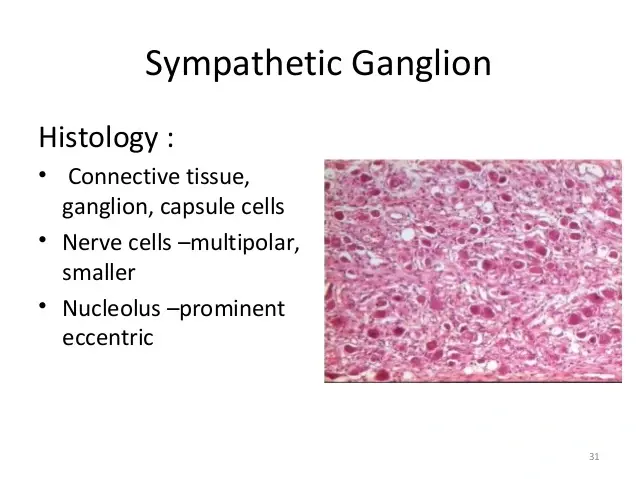 Sympathetic Ganglion
Histology :
• Connective tissue,
ganglion, capsule cells
• Nerve cells –multipolar,
smaller
• Nucleolus –prominent
eccentric
31